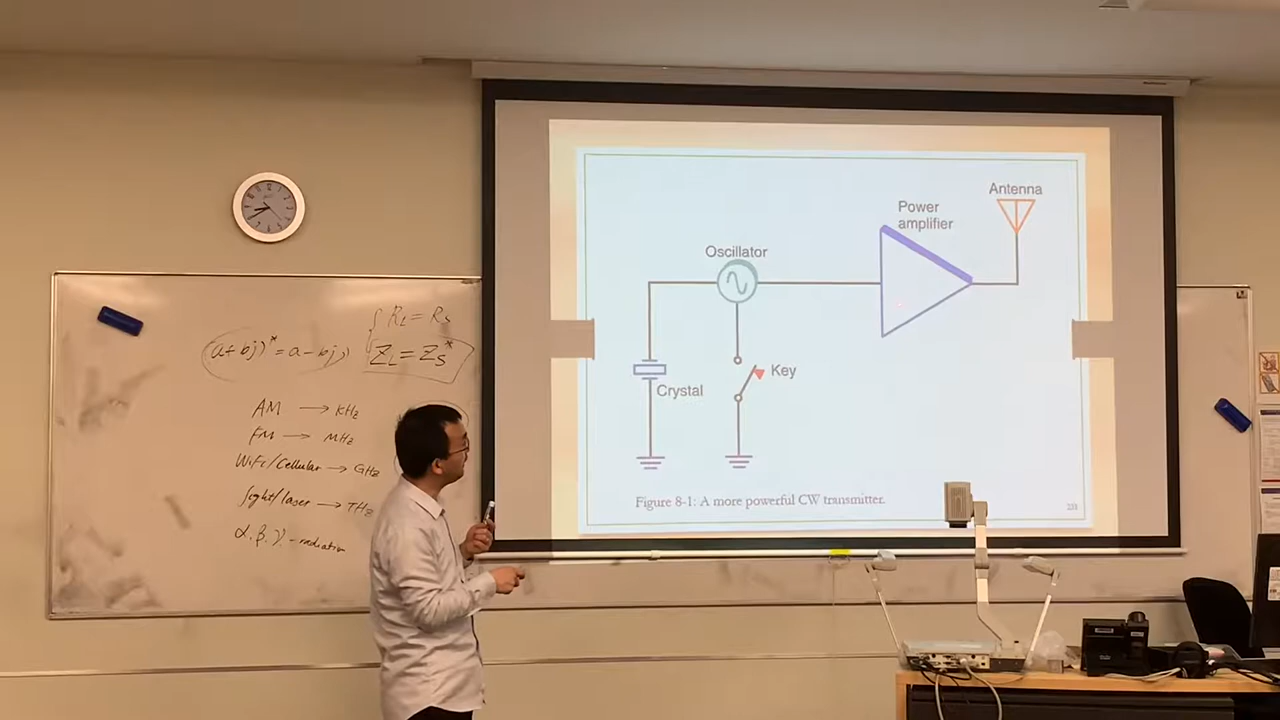 R_L = R_S
(a+bj)* = a - bj
Z_L = Z_S*
AM → KHz
FM → MHz
WiFi/Cellular → GHz
light/laser → THz
α, β, γ - radiation
Antenna
Power
amplifier
Oscillator
Key
Crystal
Figure 8-1: A more powerful CW transmitter.